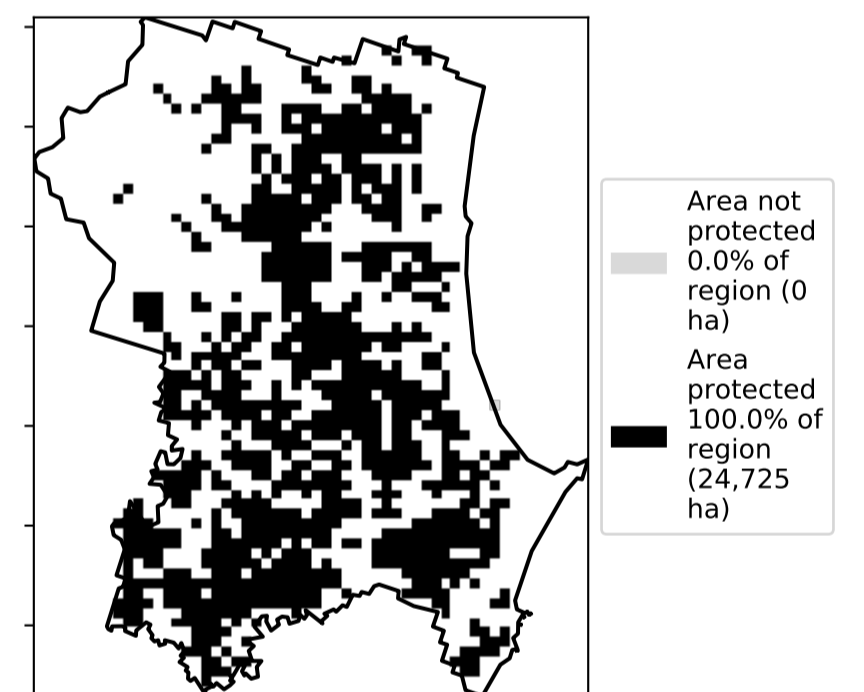 Area not
protected
0.0% of
region (0
ha)
Area
protected
100.0% of
region
(24,725
ha)